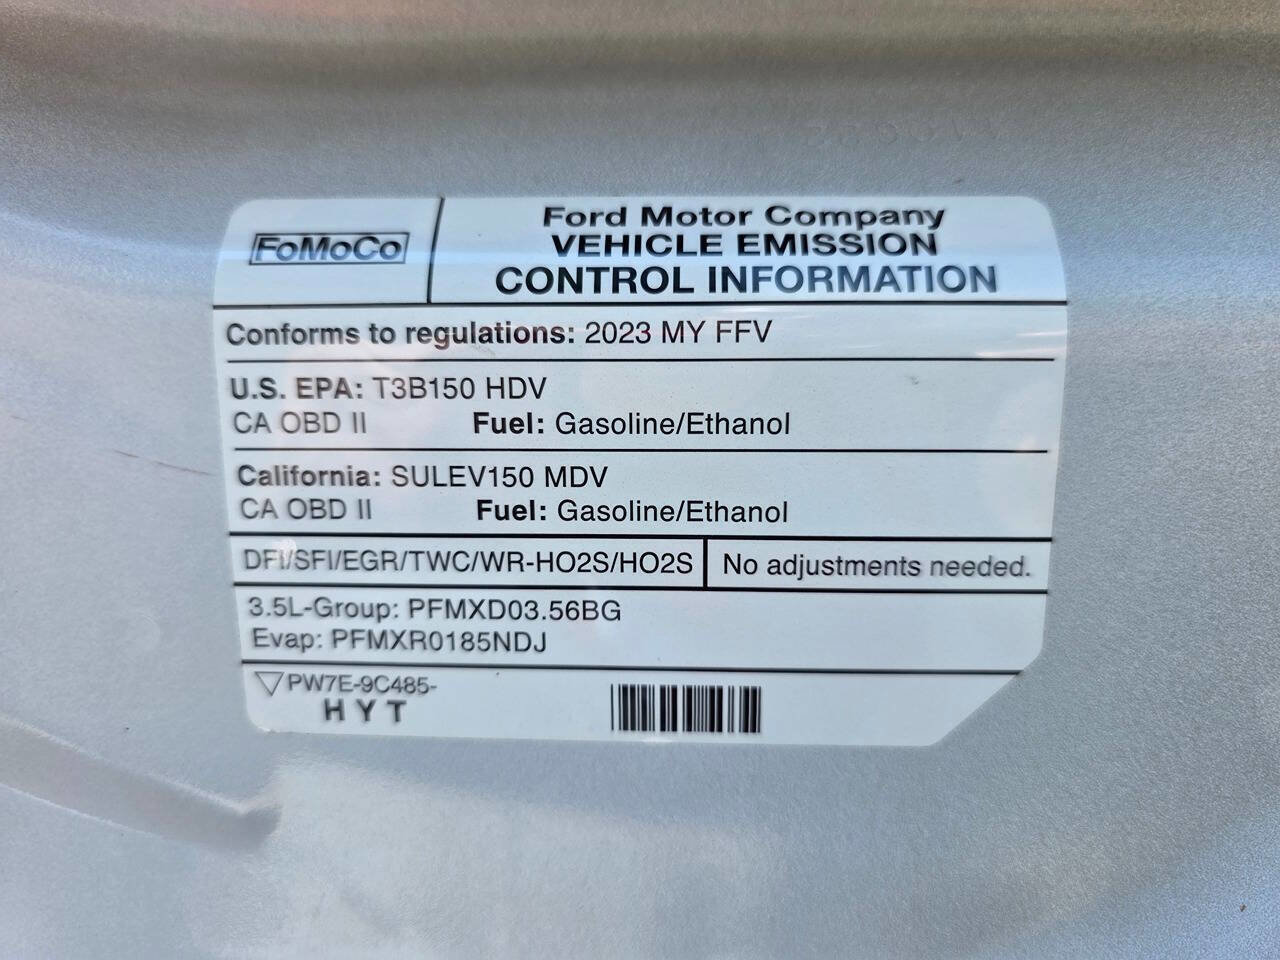 FoMoCo
Ford Motor Company
VEHICLE EMISSION
CONTROL INFORMATION
Conforms to regulations: 2023 MY FFV
U.S. EPA: T3B150 HDV
CA OBD II Fuel: Gasoline/Ethanol
California: SULEV150 MDV
CA OBD II Fuel: Gasoline/Ethanol
DFI/SFI/EGR/TWC/WR-HO2S/HO2S No adjustments needed.
3.5L-Group: PFMXD03.56BG
Evap: PFMXR0185NDJ
PW7E-9C485-
HYT